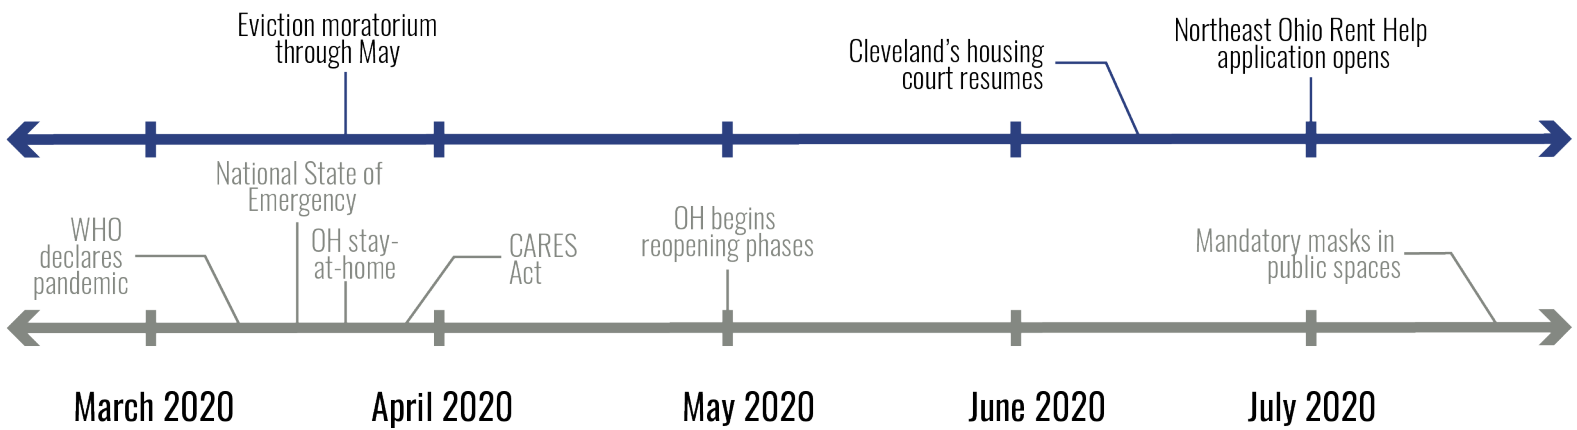 Eviction moratorium
through May
Cleveland's housing
court resumes
Northeast Ohio Rent Help
application opens
National State of
Emergency
WHO
declares
pandemic
OH stay-
at-home
CARES
Act
OH begins
reopening phases
Mandatory masks in
public spaces
March 2020
April 2020
May 2020
June 2020
July 2020